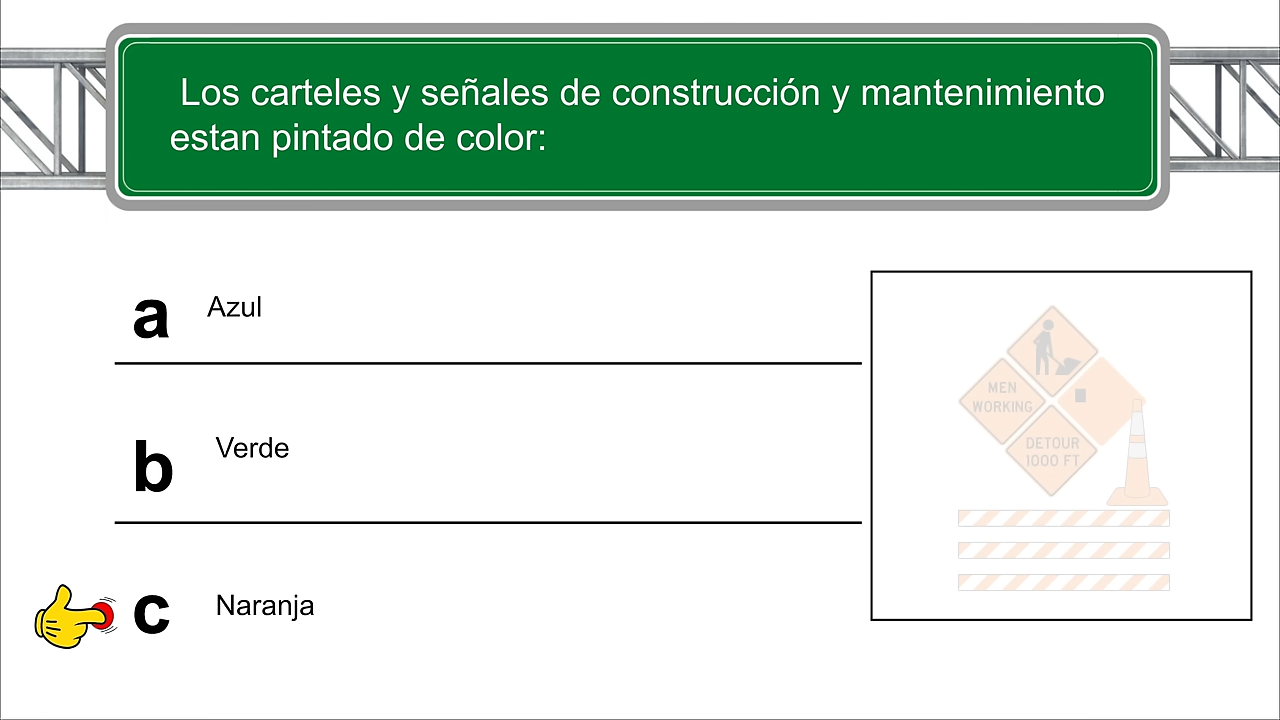 Los carteles y señales de construcción y mantenimiento
estan pintado de color:
a Azul
b Verde
c Naranja
MEN
WORKING
DETOUR
1000 FT